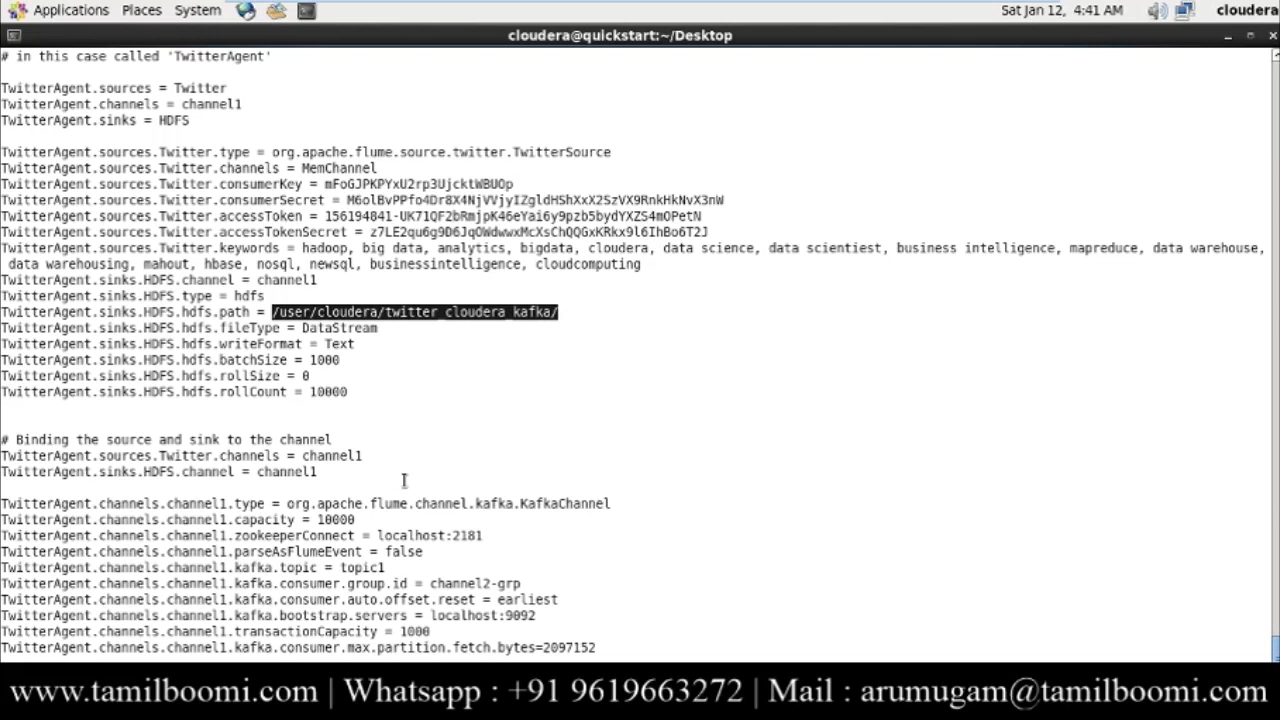 Applications Places System Sat Jan 12, 4:41 AM cloudera
cloudera@quickstart:~/Desktop
# in this case called 'TwitterAgent'
TwitterAgent.sources = Twitter
TwitterAgent.channels = channel1
TwitterAgent.sinks = HDFS
TwitterAgent.sources.Twitter.type = org.apache.flume.source.twitter.TwitterSource
TwitterAgent.sources.Twitter.channels = MemChannel
TwitterAgent.sources.Twitter.consumerKey =
TwitterAgent.sources.Twitter.consumerSecret =
TwitterAgent.sources.Twitter.accessToken =
TwitterAgent.sources.Twitter.accessTokenSecret =
TwitterAgent.sources.Twitter.keywords = hadoop, big data, analytics, bigdata, cloudera, data science, data scientiest, business intelligence, mapreduce, data warehouse,
data warehousing, mahout, hbase, nosql, newsql, businessintelligence, cloudcomputing
TwitterAgent.sinks.HDFS.channel = channel1
TwitterAgent.sinks.HDFS.type = hdfs
TwitterAgent.sinks.HDFS.hdfs.path = /user/cloudera/twitter_cloudera_kafka/
TwitterAgent.sinks.HDFS.hdfs.fileType = DataStream
TwitterAgent.sinks.HDFS.hdfs.writeFormat = Text
TwitterAgent.sinks.HDFS.hdfs.batchSize = 1000
TwitterAgent.sinks.HDFS.hdfs.rollSize = 0
TwitterAgent.sinks.HDFS.hdfs.rollCount = 10000
# Binding the source and sink to the channel
TwitterAgent.sources.Twitter.channels = channel1
TwitterAgent.sinks.HDFS.channel = channel1
TwitterAgent.channels.channel1.type = org.apache.flume.channel.kafka.KafkaChannel
TwitterAgent.channels.channel1.capacity = 10000
TwitterAgent.channels.channel1.zookeeperConnect = localhost:2181
TwitterAgent.channels.channel1.parseAsFlumeEvent = false
TwitterAgent.channels.channel1.kafka.topic = topic1
TwitterAgent.channels.channel1.kafka.consumer.group.id = channel2-grp
TwitterAgent.channels.channel1.kafka.consumer.auto.offset.reset = earliest
TwitterAgent.channels.channel1.kafka.bootstrap.servers = localhost:9092
TwitterAgent.channels.channel1.transactionCapacity = 1000
TwitterAgent.channels.channel1.kafka.consumer.max.partition.fetch.bytes=2097152
www.tamilboomi.com | Whatsapp : +91 9619663272 | Mail : arumugam@tamilboomi.com